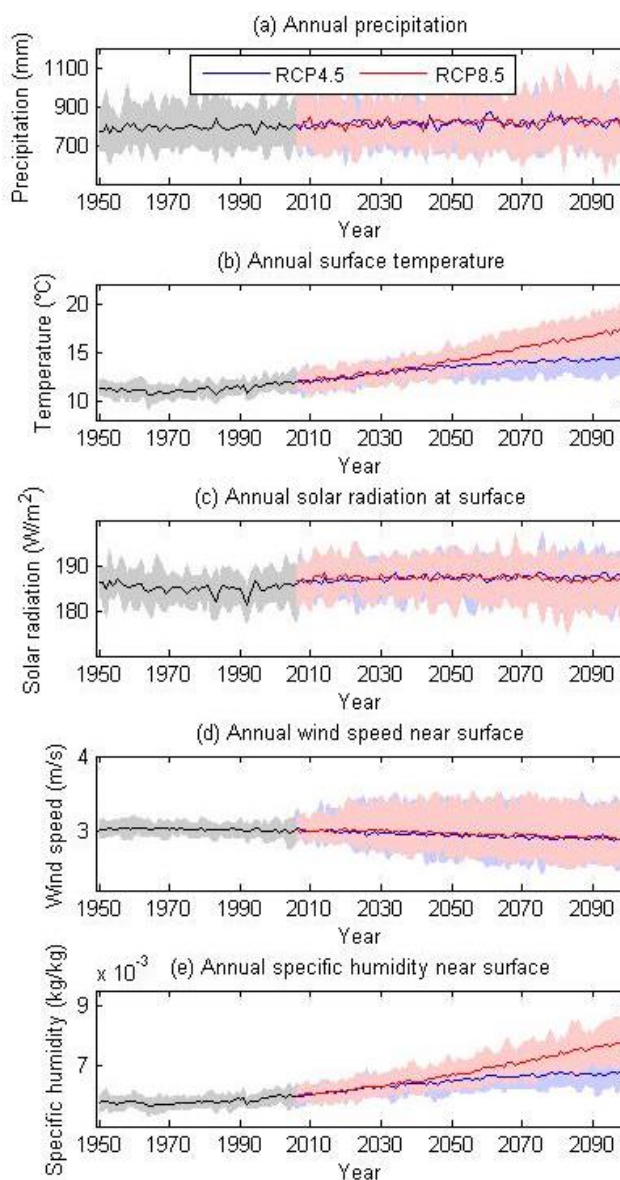 (a) Annual precipitation
Precipitation (mm)
1100
900
700
RCP4.5 RCP8.5
1950 1970 1990 2010 2030 2050 2070 2090
Year
(b) Annual surface temperature
Temperature (°C)
20
15
10
1950 1970 1990 2010 2030 2050 2070 2090
Year
(c) Annual solar radiation at surface
Solar radiation (W/m²)
190
180
1950 1970 1990 2010 2030 2050 2070 2090
Year
(d) Annual wind speed near surface
Wind speed (m/s)
4
3
1950 1970 1990 2010 2030 2050 2070 2090
Year
x 10⁻³ (e) Annual specific humidity near surface
Specific humidity (kg/kg)
9
7
1950 1970 1990 2010 2030 2050 2070 2090
Year